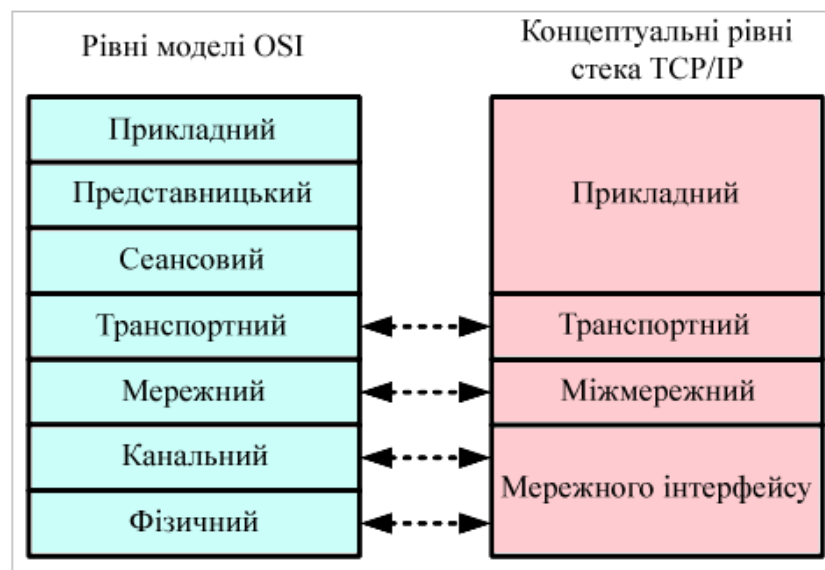 Рівні моделі OSI
Прикладний
Представницький
Сеансовий
Транспортний
Мережний
Канальний
Фізичний
Концептуальні рівні
стека TCP/IP
Прикладний
Транспортний
Міжмережний
Мережного інтерфейсу